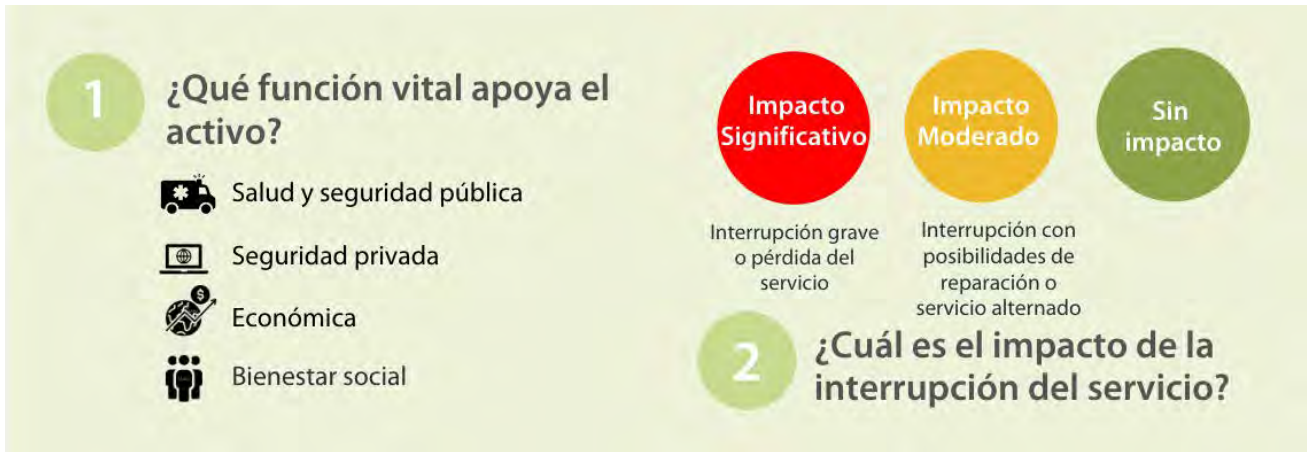 1
¿Qué función vital apoya el
activo?
Salud y seguridad pública
Seguridad privada
$
Económica
Bienestar social
Impacto
Significativo
Interrupción grave
o pérdida del
servicio
Impacto
Moderado
Interrupción con
posibilidades de
reparación o
servicio alternado
Sin
impacto
2
¿Cuál es el impacto de la
interrupción del servicio?